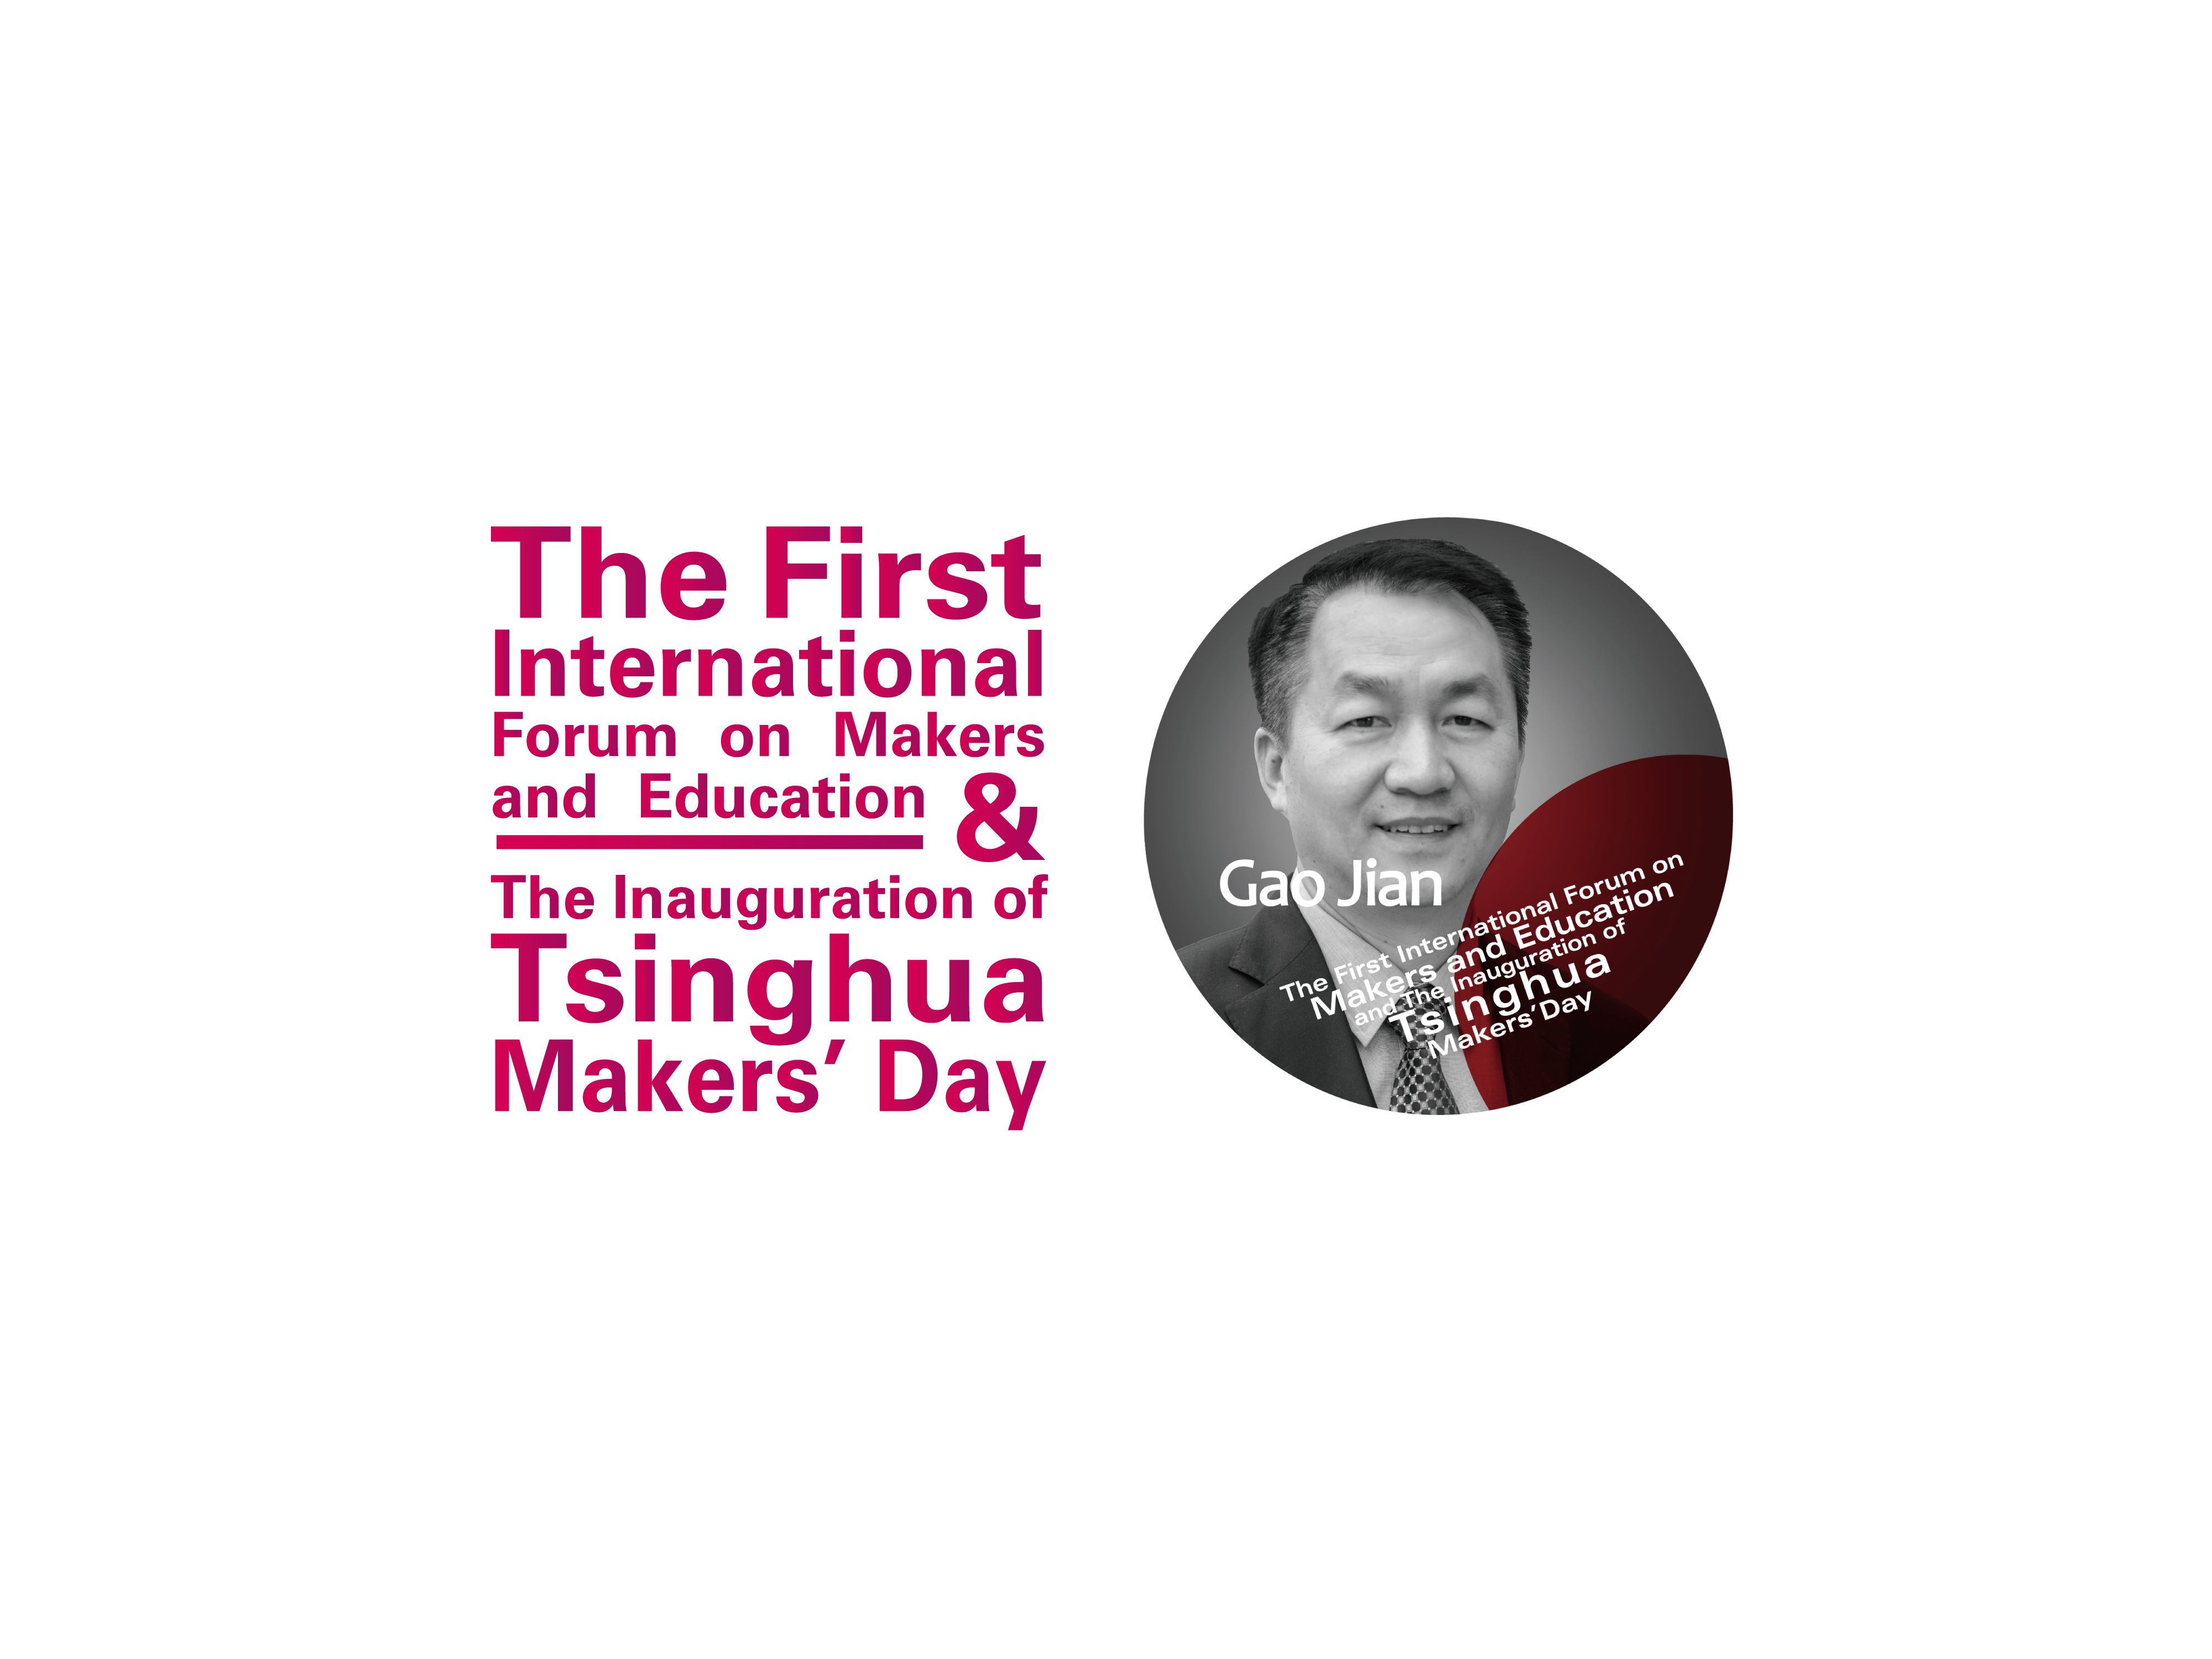 The First
International
Forum on Makers
and Education &
The Inauguration of
Tsinghua
Makers’ Day
Gao Jian
The First International Forum on
Makers and Education
and The Inauguration of
Tsinghua
Makers’Day